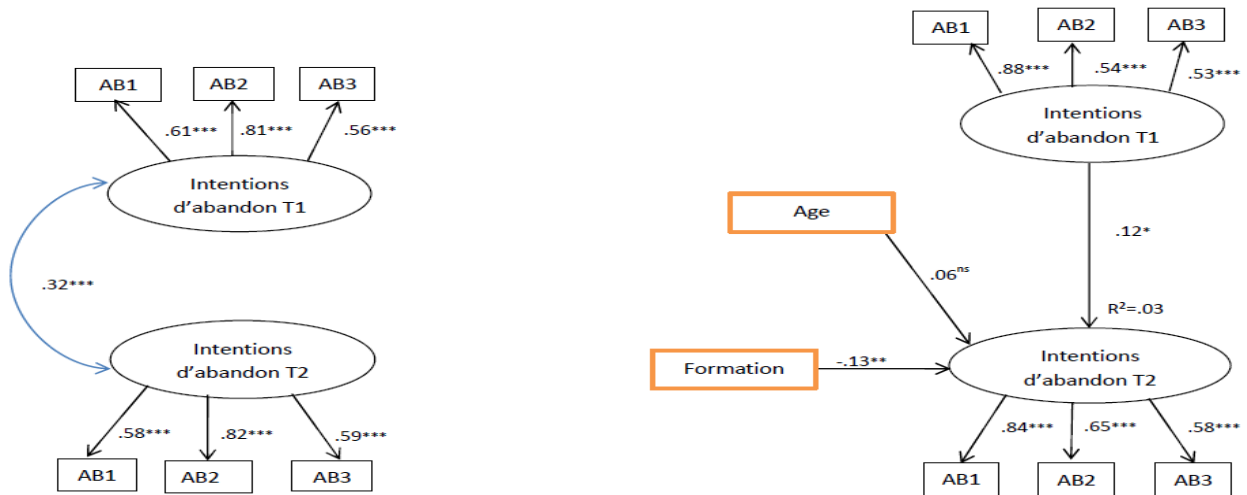 AB1 AB2 AB3
.61*** .81*** .56***
Intentions
d'abandon T1
.32***
Intentions
d'abandon T2
.58*** .82*** .59***
AB1 AB2 AB3
AB1 AB2 AB3
.88*** .54*** .53***
Intentions
d'abandon T1
Age
.12*
.06ns
R²=.03
Formation
-.13**
Intentions
d'abandon T2
.84*** .65*** .58***
AB1 AB2 AB3